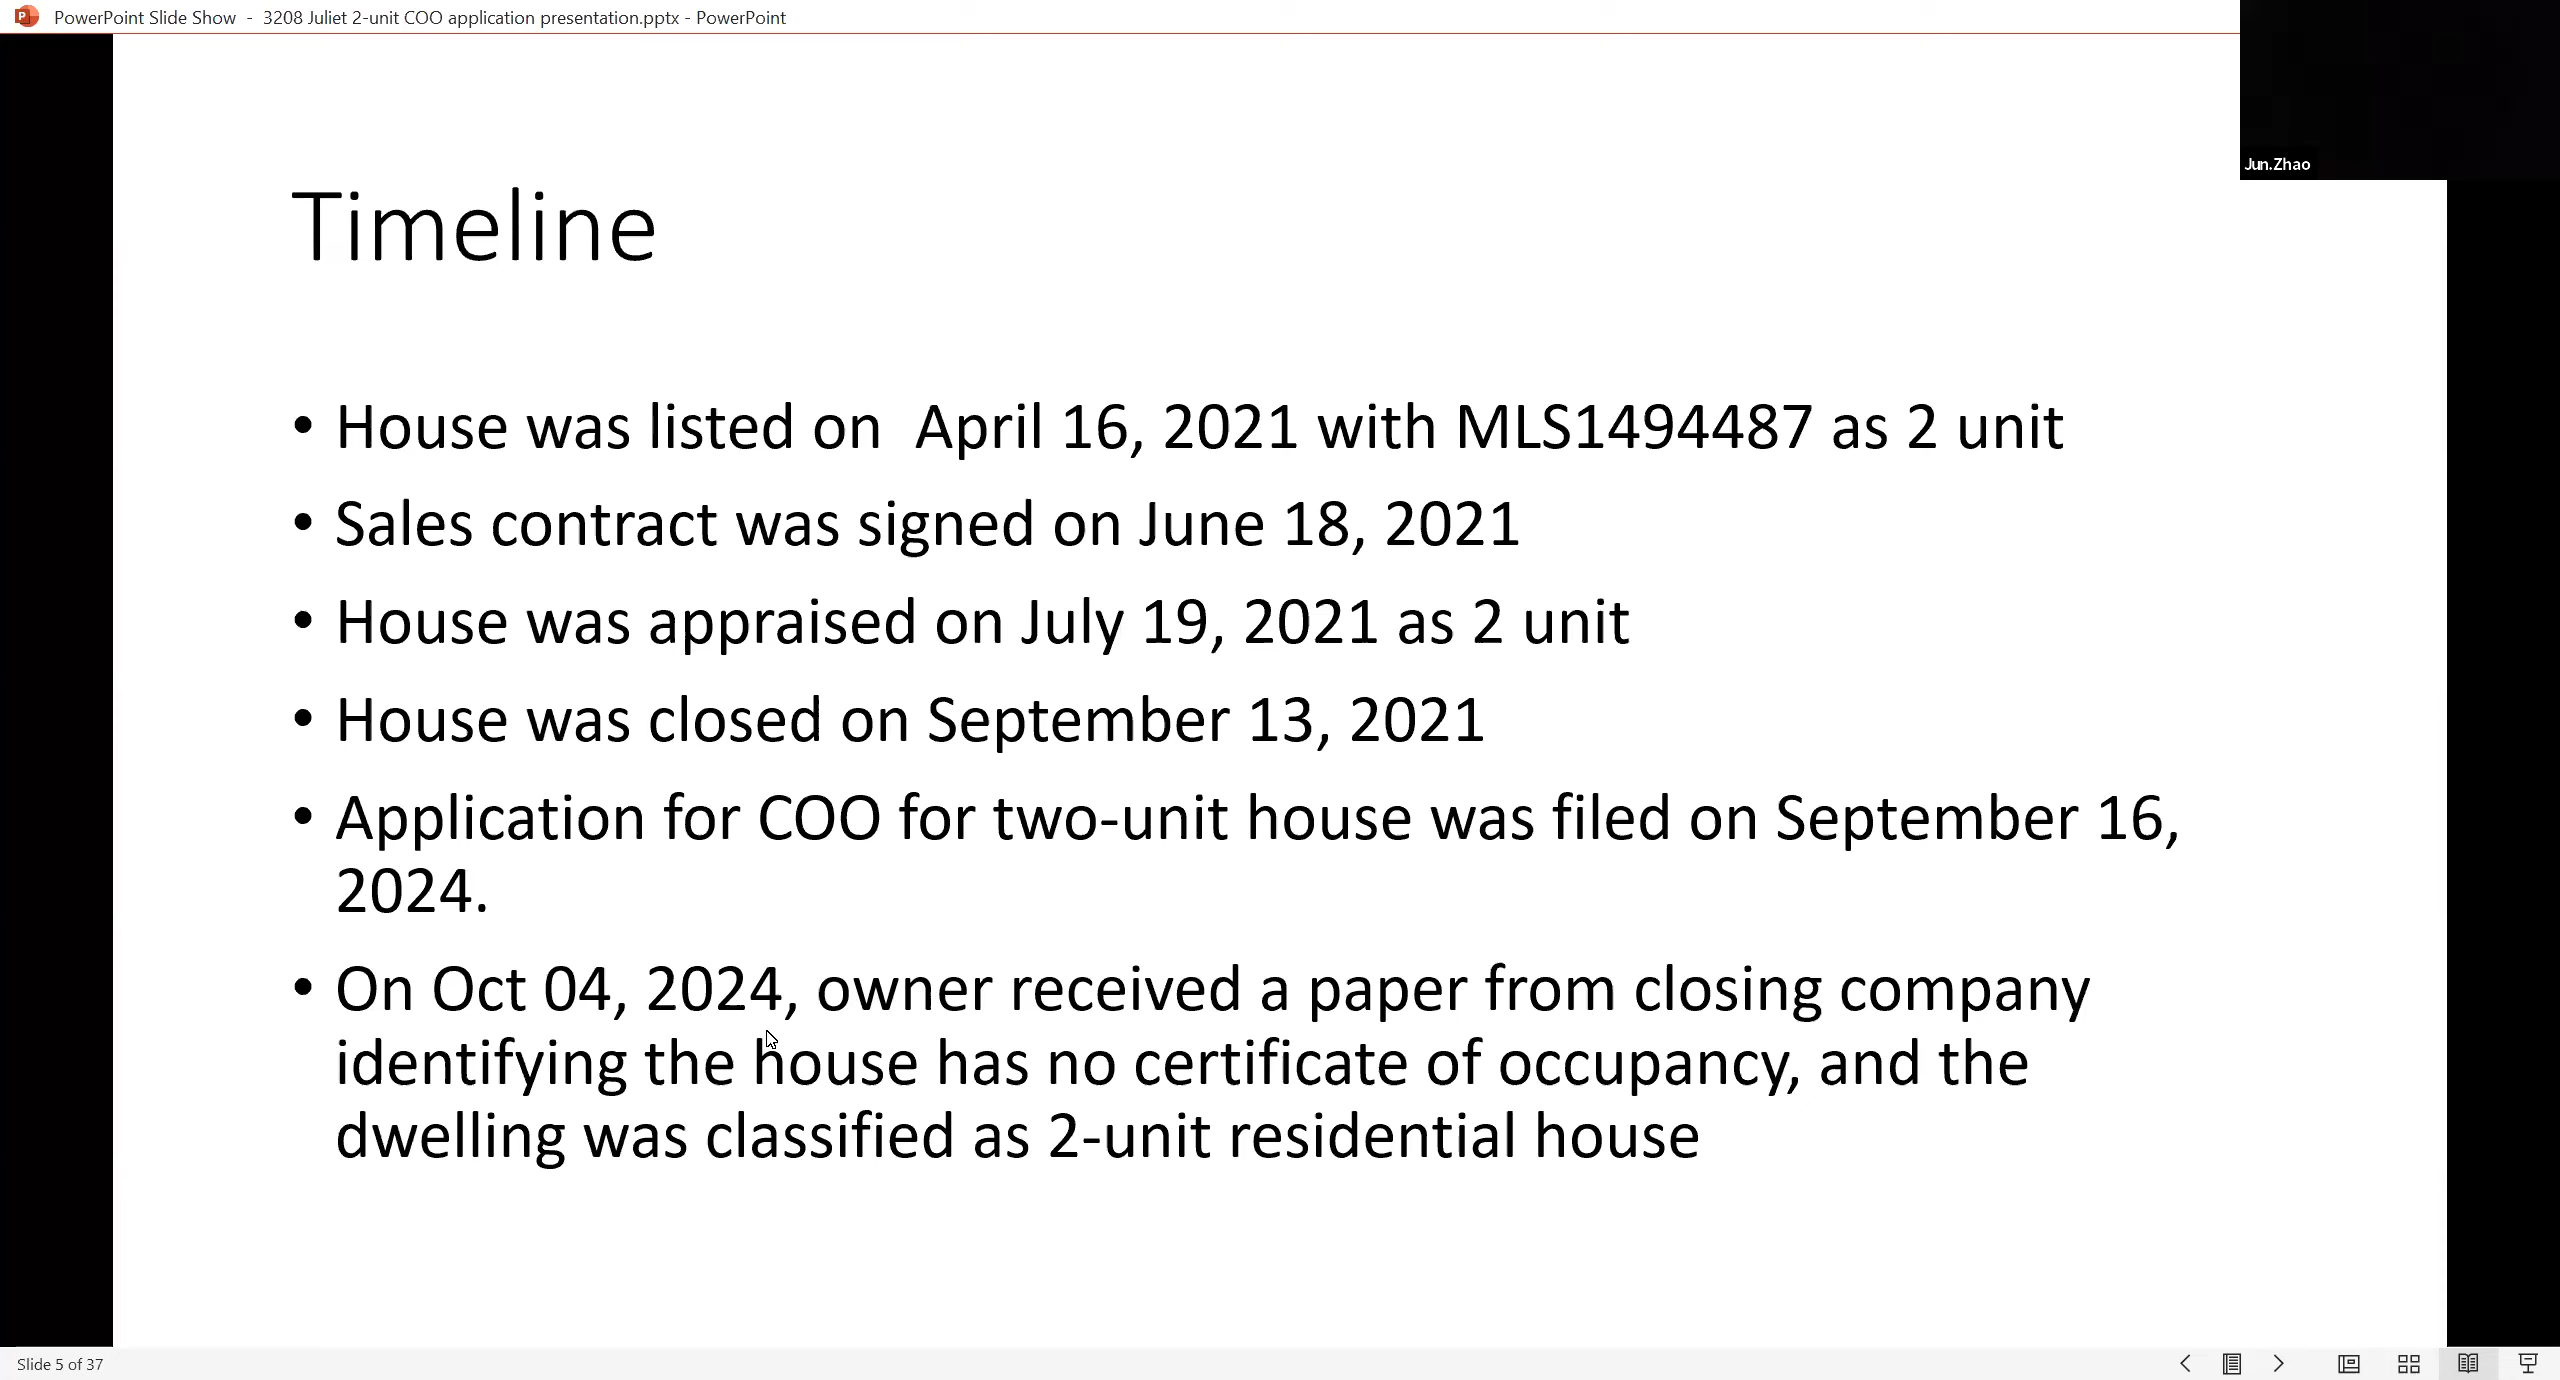 PowerPoint Slide Show - 3208 Juliet 2-unit COO application presentation.pptx - PowerPoint
Jun.Zhao
Timeline
• House was listed on  April 16, 2021 with MLS1494487 as 2 unit
• Sales contract was signed on June 18, 2021
• House was appraised on July 19, 2021 as 2 unit
• House was closed on September 13, 2021
• Application for COO for two-unit house was filed on September 16,
2024.
• On Oct 04, 2024, owner received a paper from closing company
identifying the house has no certificate of occupancy, and the
dwelling was classified as 2-unit residential house
Slide 5 of 37